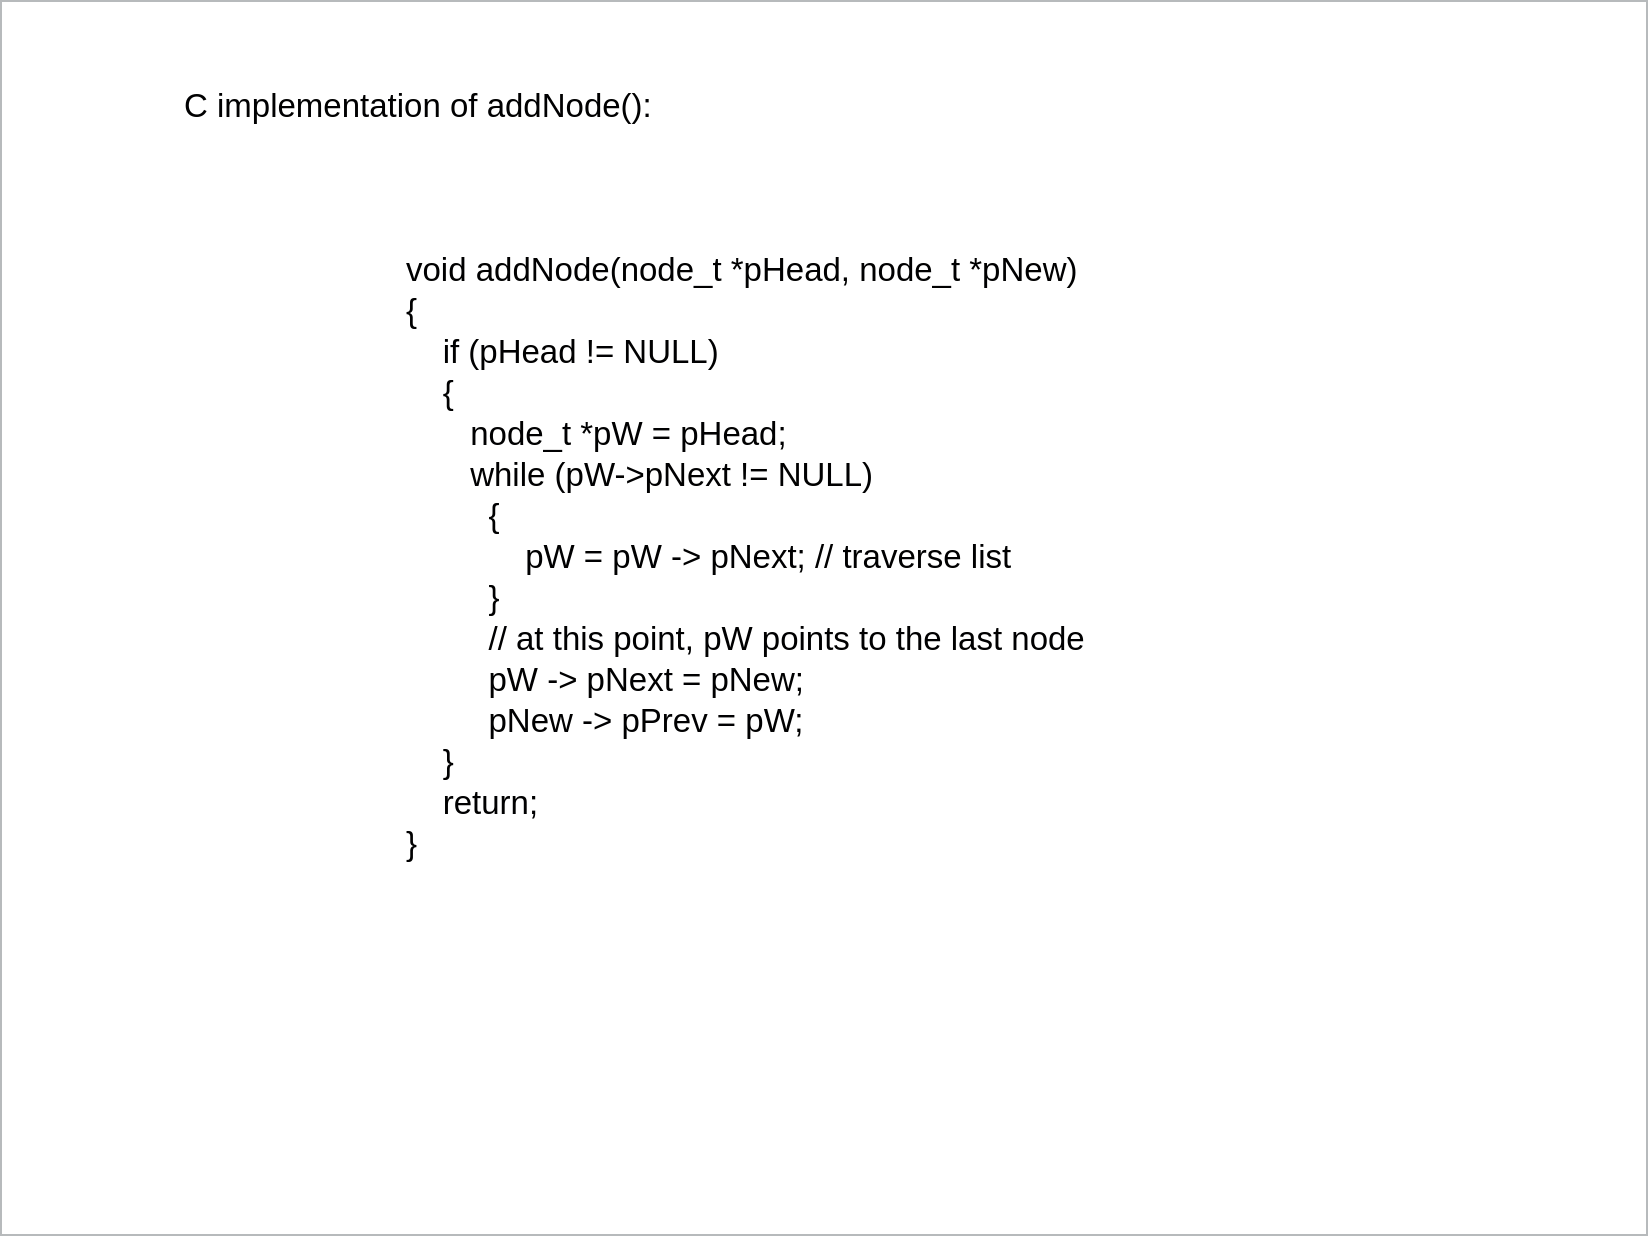 C implementation of addNode():
void addNode(node_t *pHead, node_t *pNew)
{
if (pHead != NULL)
{
node_t *pW = pHead;
while (pW->pNext != NULL)
{
pW = pW -> pNext; // traverse list
}
// at this point, pW points to the last node
pW -> pNext = pNew;
pNew -> pPrev = pW;
}
return;
}